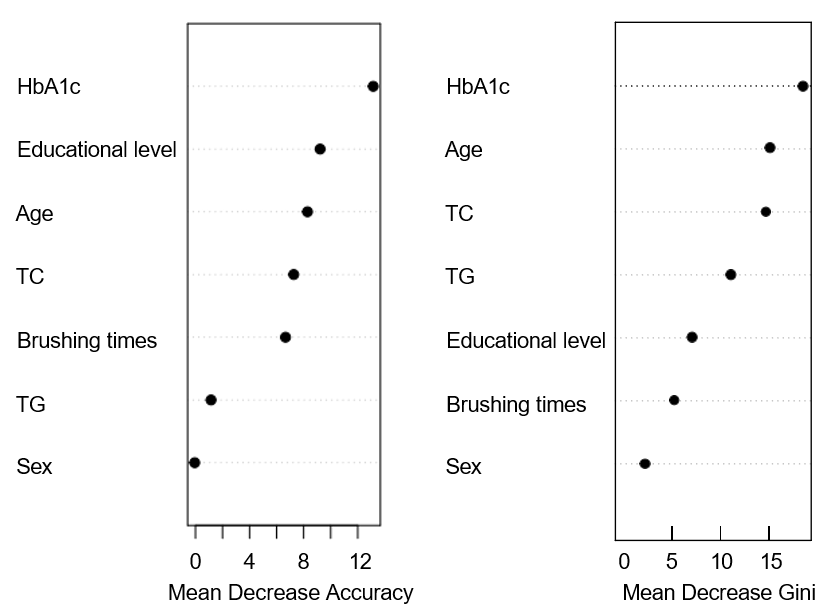 HbA1c
Educational level
Age
TC
Brushing times
TG
Sex
0 4 8 12
Mean Decrease Accuracy
HbA1c
Age
TC
TG
Educational level
Brushing times
Sex
0 5 10 15
Mean Decrease Gini